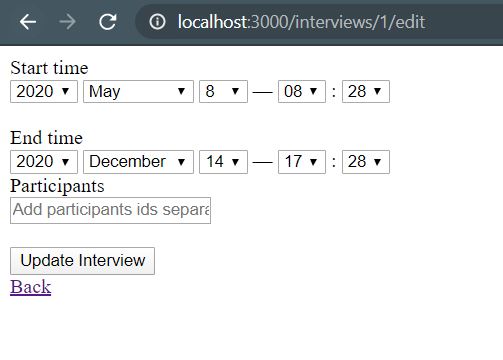 localhost:3000/interviews/1/edit
Start time
2020 May 8 — 08 : 28
End time
2020 December 14 — 17 : 28
Participants
Add participants ids
Update Interview
Back